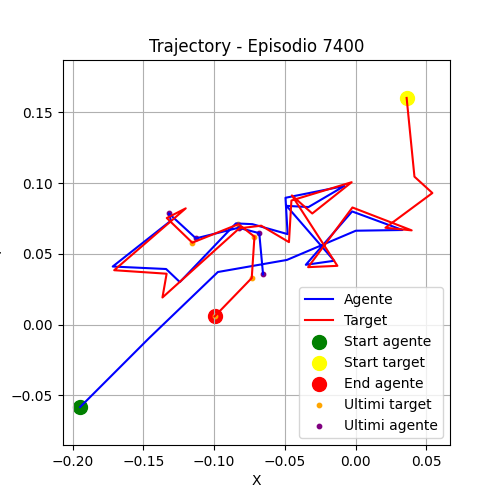 Trajectory - Episodio 7400
0.15
0.10
0.05
0.00
−0.05
−0.20
−0.15
−0.10
−0.05
0.00
0.05
X
Agente
Target
Start agente
Start target
End agente
Ultimi target
Ultimi agente